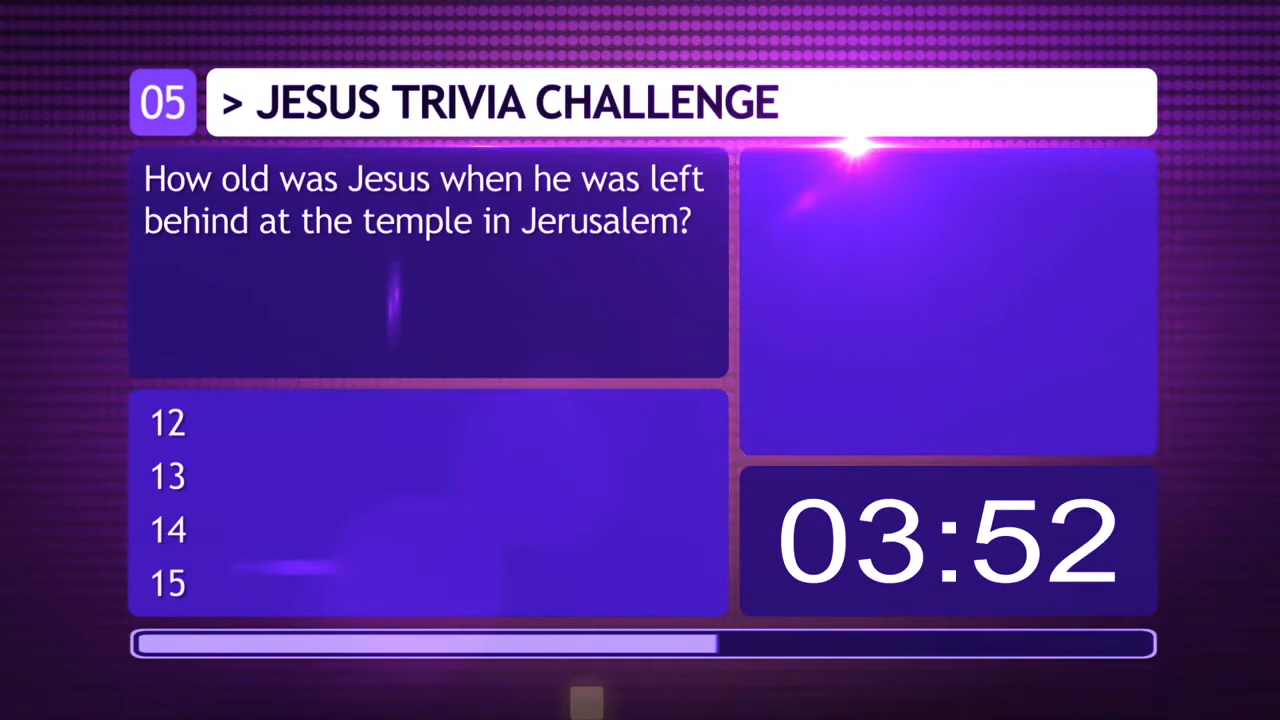 05
> JESUS TRIVIA CHALLENGE
How old was Jesus when he was left
behind at the temple in Jerusalem?
12
13
14
15
03:52